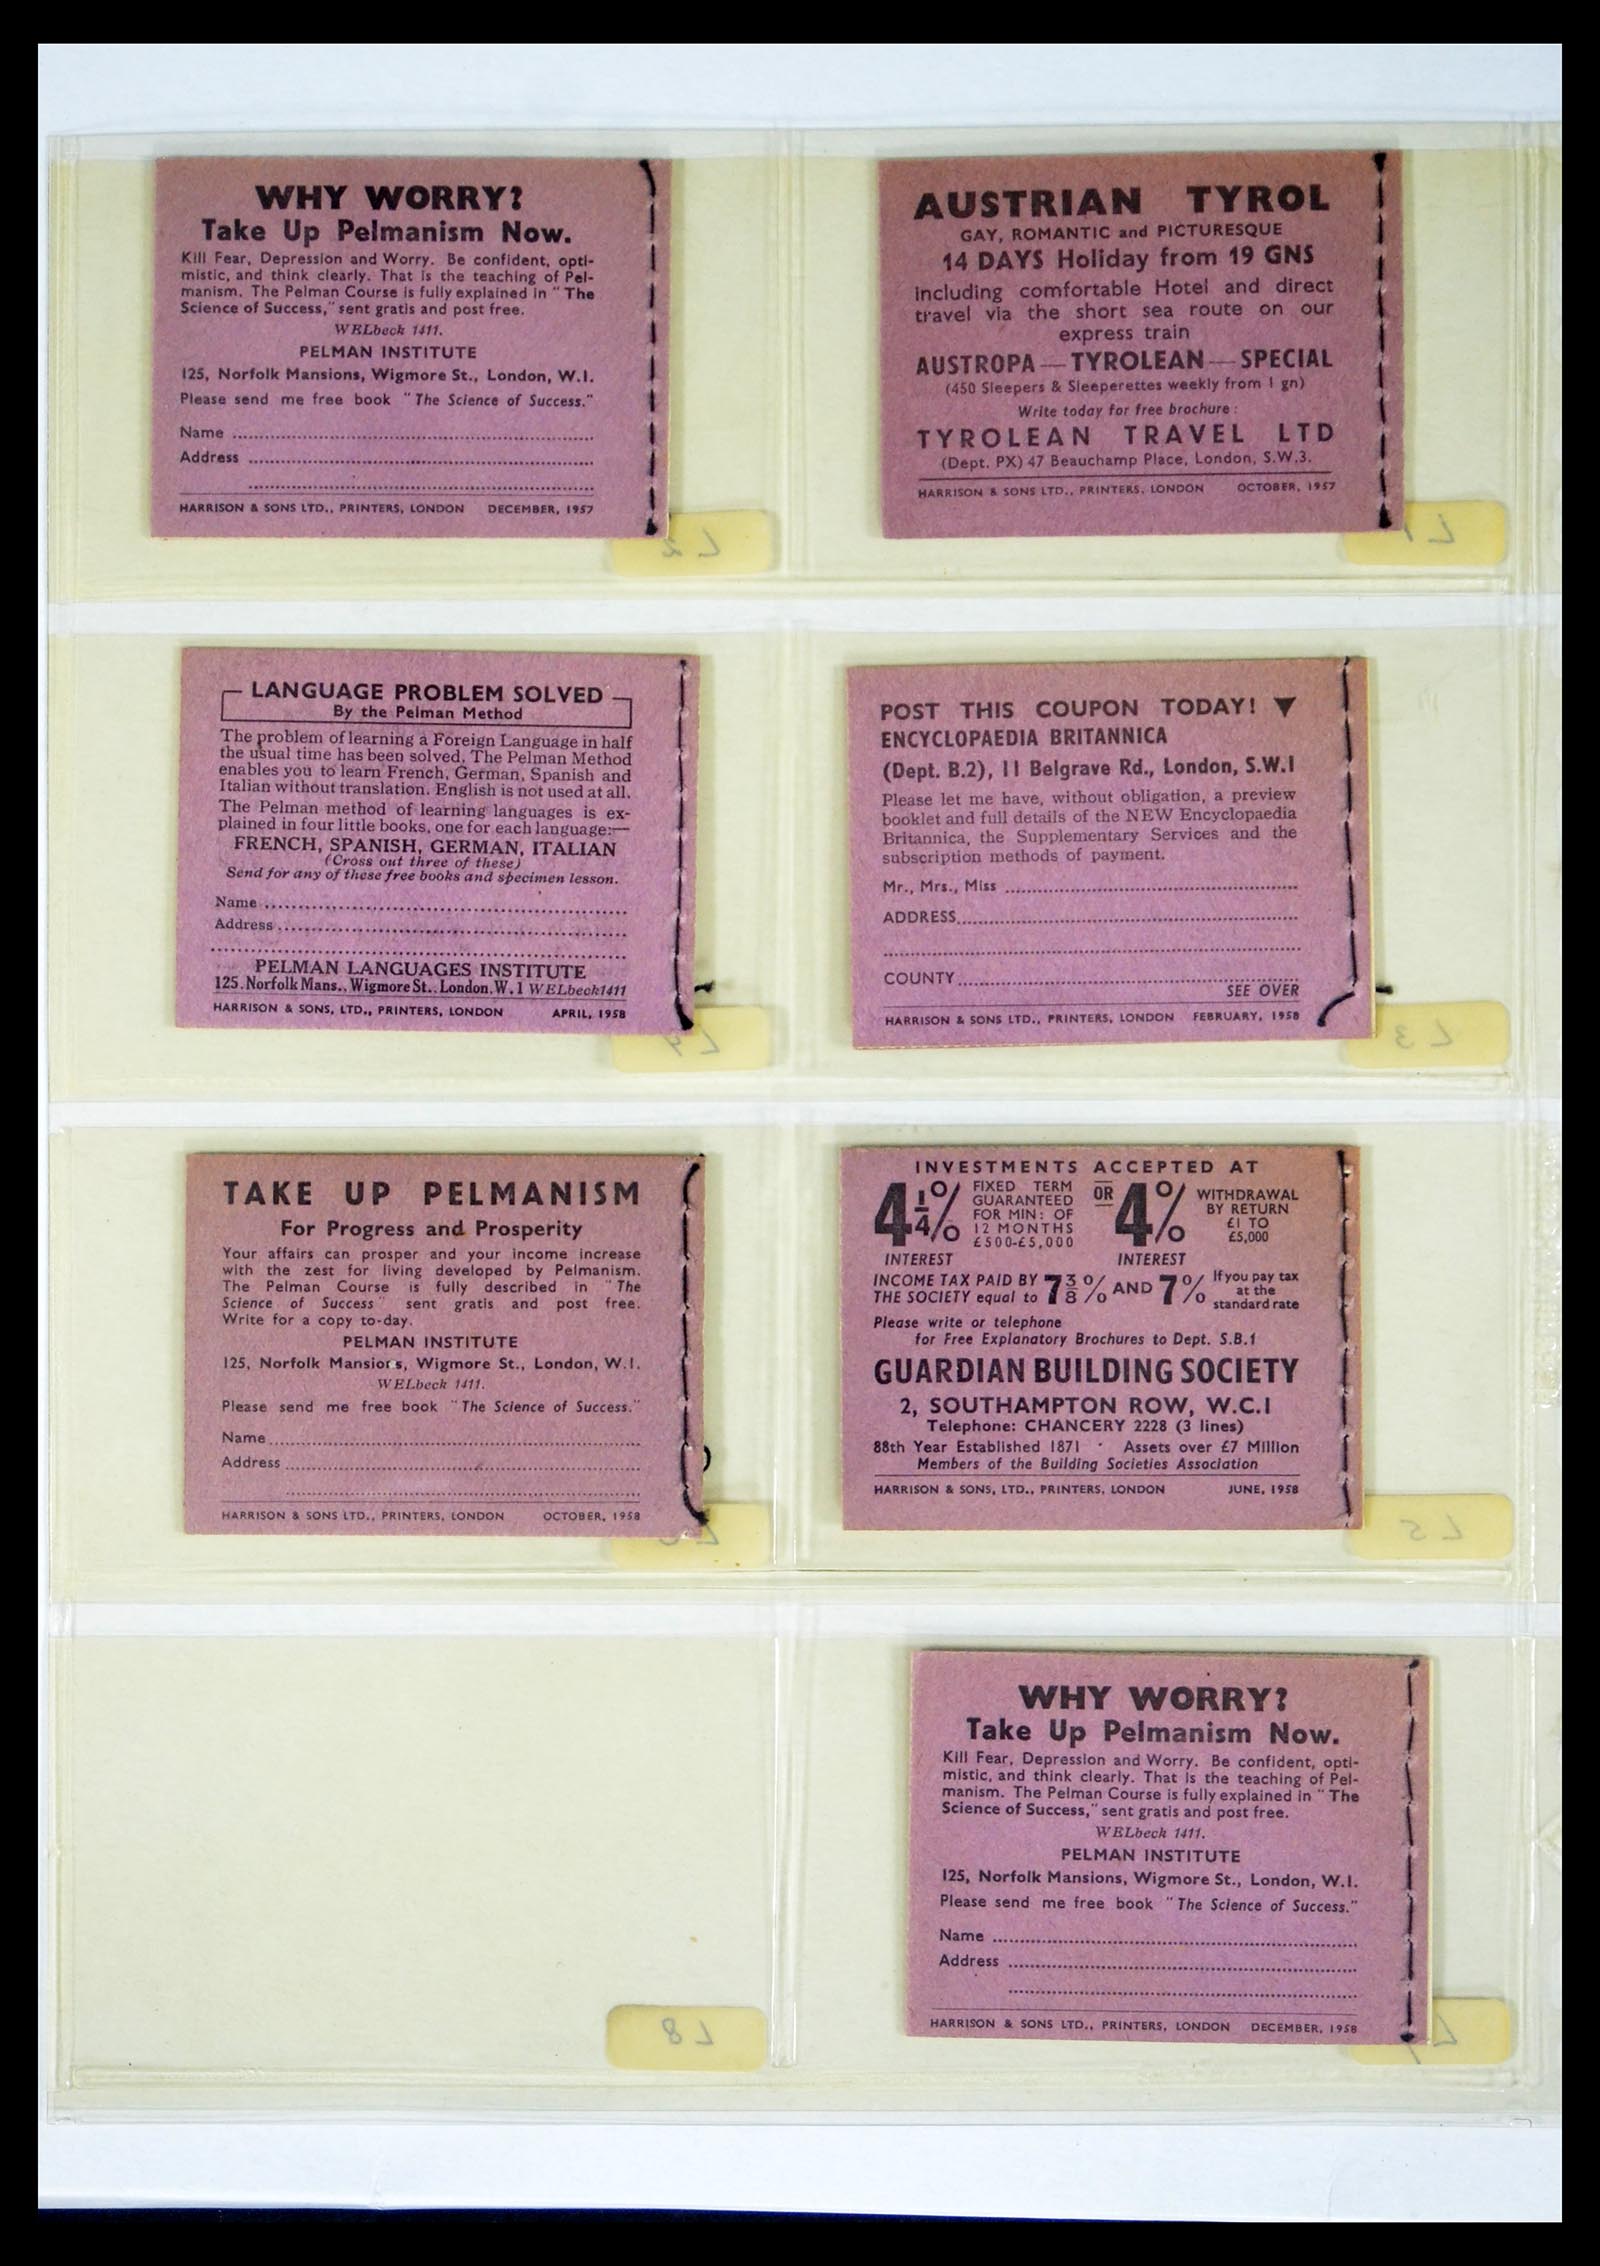 WHY WORRY?
Take Up Pelmanism Now.
Kill Fear, Depression and Worry. Be confident, opti-
mistic, and think clearly. That is the teaching of Pel-
manism. The Pelman Course is fully explained in "The
Science of Success," sent gratis and post free.
WELbeck 1411.
PELMAN INSTITUTE
125, Norfolk Mansions, Wigmore St., London, W.1.
Please send me free book "The Science of Success."
Name
Address
HARRISON & SONS LTD., PRINTERS, LONDON DECEMBER, 1957
L 2
AUSTRIAN TYROL
GAY, ROMANTIC and PICTURESQUE
14 DAYS Holiday from 19 GNS
including comfortable Hotel and direct
travel via the short sea route on our
express train
AUSTROPA — TYROLEAN — SPECIAL
(450 Sleepers & Sleeperettes weekly from 1 gn)
Write today for free brochure :
TYROLEAN TRAVEL LTD
(Dept. PX) 47 Beauchamp Place, London, S.W.3.
HARRISON & SONS LTD., PRINTERS, LONDON OCTOBER, 1957
L 1
LANGUAGE PROBLEM SOLVED
By the Pelman Method
The problem of learning a Foreign Language in half
the usual time has been solved. The Pelman Method
enables you to learn French, German, Spanish and
Italian without translation. English is not used at all.
The Pelman method of learning languages is ex-
plained in four little books, one for each language:—
FRENCH, SPANISH, GERMAN, ITALIAN
(Cross out three of these)
Send for any of these free books and specimen lesson.
Name
Address
PELMAN LANGUAGES INSTITUTE
125, Norfolk Mans., Wigmore St., London, W.1 WELbeck1411
HARRISON & SONS, LTD., PRINTERS, LONDON APRIL, 1958
L 4
POST THIS COUPON TODAY! ▼
ENCYCLOPAEDIA BRITANNICA
(Dept. B.2), 11 Belgrave Rd., London, S.W.1
Please let me have, without obligation, a preview
booklet and full details of the NEW Encyclopaedia
Britannica, the Supplementary Services and the
subscription methods of payment.
Mr., Mrs., Miss
ADDRESS
COUNTY
SEE OVER
HARRISON & SONS LTD., PRINTERS, LONDON FEBRUARY, 1958
L 3
TAKE UP PELMANISM
For Progress and Prosperity
Your affairs can prosper and your income increase
with the zest for living developed by Pelmanism.
The Pelman Course is fully described in "The
Science of Success" sent gratis and post free.
Write for a copy to-day.
PELMAN INSTITUTE
125, Norfolk Mansions, Wigmore St., London, W.1.
WELbeck 1411.
Please send me free book "The Science of Success."
Name
Address
HARRISON & SONS LTD., PRINTERS, LONDON OCTOBER, 1958
INVESTMENTS ACCEPTED AT
4 1/4% FIXED TERM GUARANTEED FOR MIN: OF 12 MONTHS £500-£5,000 OR 4% WITHDRAWAL BY RETURN £1 TO £5,000
INTEREST INTEREST
INCOME TAX PAID BY THE SOCIETY equal to 7 3/8% AND 7% If you pay tax at the standard rate
Please write or telephone
for Free Explanatory Brochures to Dept. S.B.1
GUARDIAN BUILDING SOCIETY
2, SOUTHAMPTON ROW, W.C.1
Telephone: CHANCERY 2228 (3 lines)
88th Year Established 1871 · Assets over £7 Million
Members of the Building Societies Association
HARRISON & SONS, LTD., PRINTERS, LONDON JUNE, 1958
L 5
L 8
WHY WORRY?
Take Up Pelmanism Now.
Kill Fear, Depression and Worry. Be confident, opti-
mistic, and think clearly. That is the teaching of Pel-
manism. The Pelman Course is fully explained in "The
Science of Success," sent gratis and post free.
WELbeck 1411.
PELMAN INSTITUTE
125, Norfolk Mansions, Wigmore St., London, W.1.
Please send me free book "The Science of Success."
Name
Address
HARRISON & SONS LTD., PRINTERS, LONDON DECEMBER, 1958